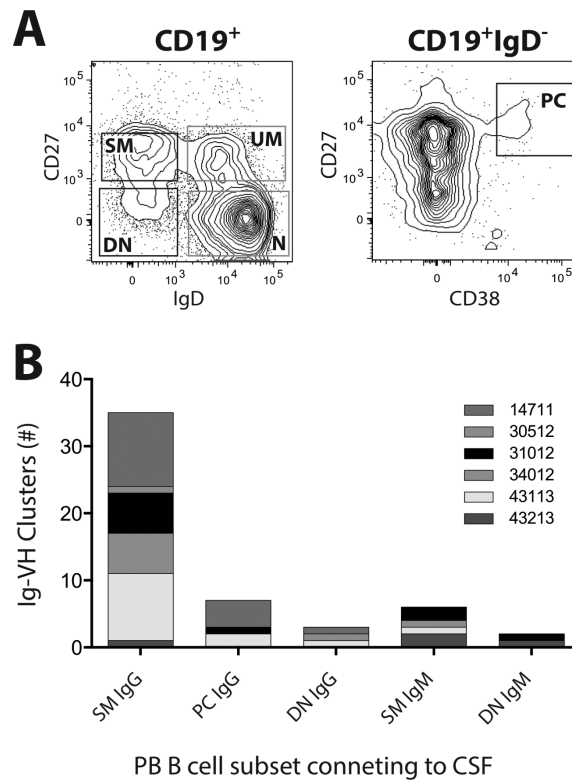 A
CD19+
CD19+IgD-
CD27
10^5
10^4
10^3
0
SM
UM
DN
N
0
10^3
10^4
10^5
IgD
CD27
10^5
10^4
10^3
0
PC
0
10^4
10^5
CD38
B
Ig-VH Clusters (#)
40
30
20
10
0
14711
30512
31012
34012
43113
43213
SM IgG
PC IgG
DN IgG
SM IgM
DN IgM
PB B cell subset conneting to CSF